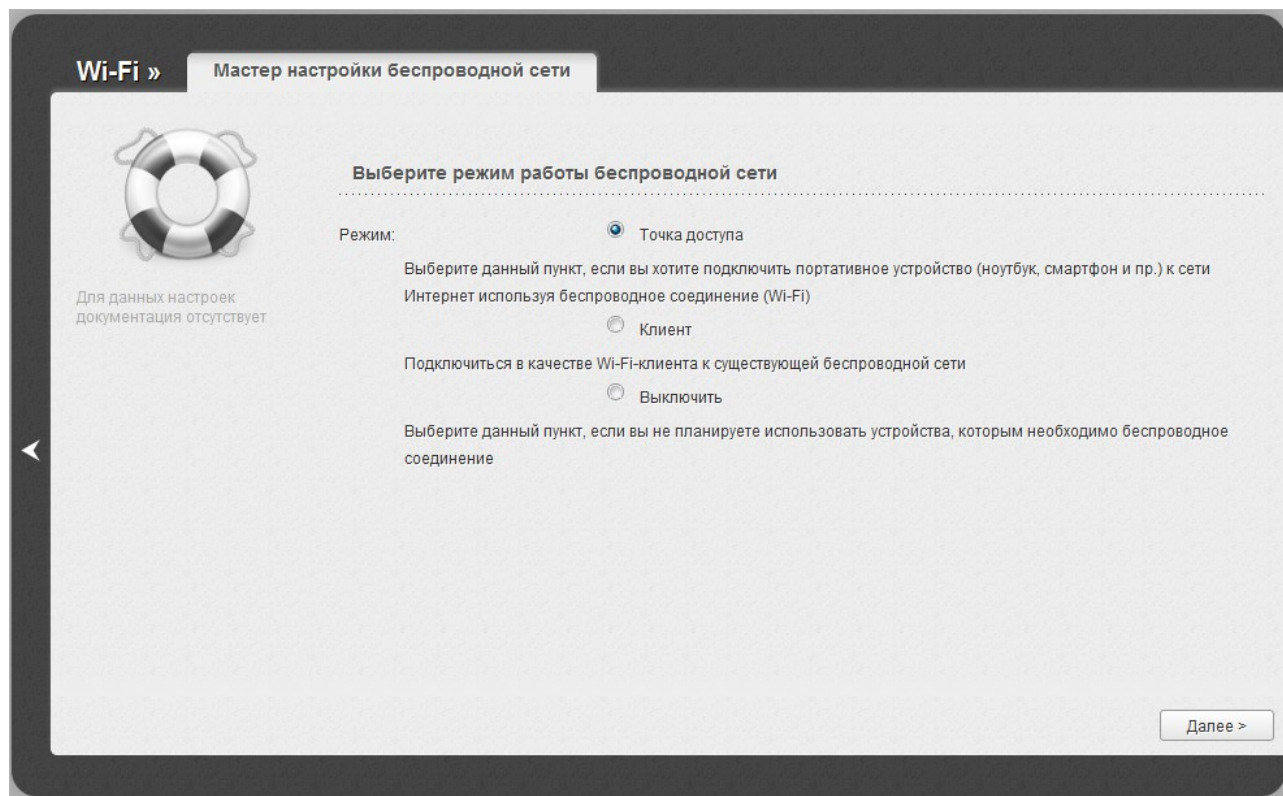 Wi-Fi » Мастер настройки беспроводной сети
Для данных настроек
документация отсутствует
Выберите режим работы беспроводной сети
Режим: Точка доступа
Выберите данный пункт, если вы хотите подключить портативное устройство (ноутбук, смартфон и пр.) к сети
Интернет используя беспроводное соединение (Wi-Fi)
Клиент
Подключиться в качестве Wi-Fi-клиента к существующей беспроводной сети
Выключить
Выберите данный пункт, если вы не планируете использовать устройства, которым необходимо беспроводное
соединение
Далее >